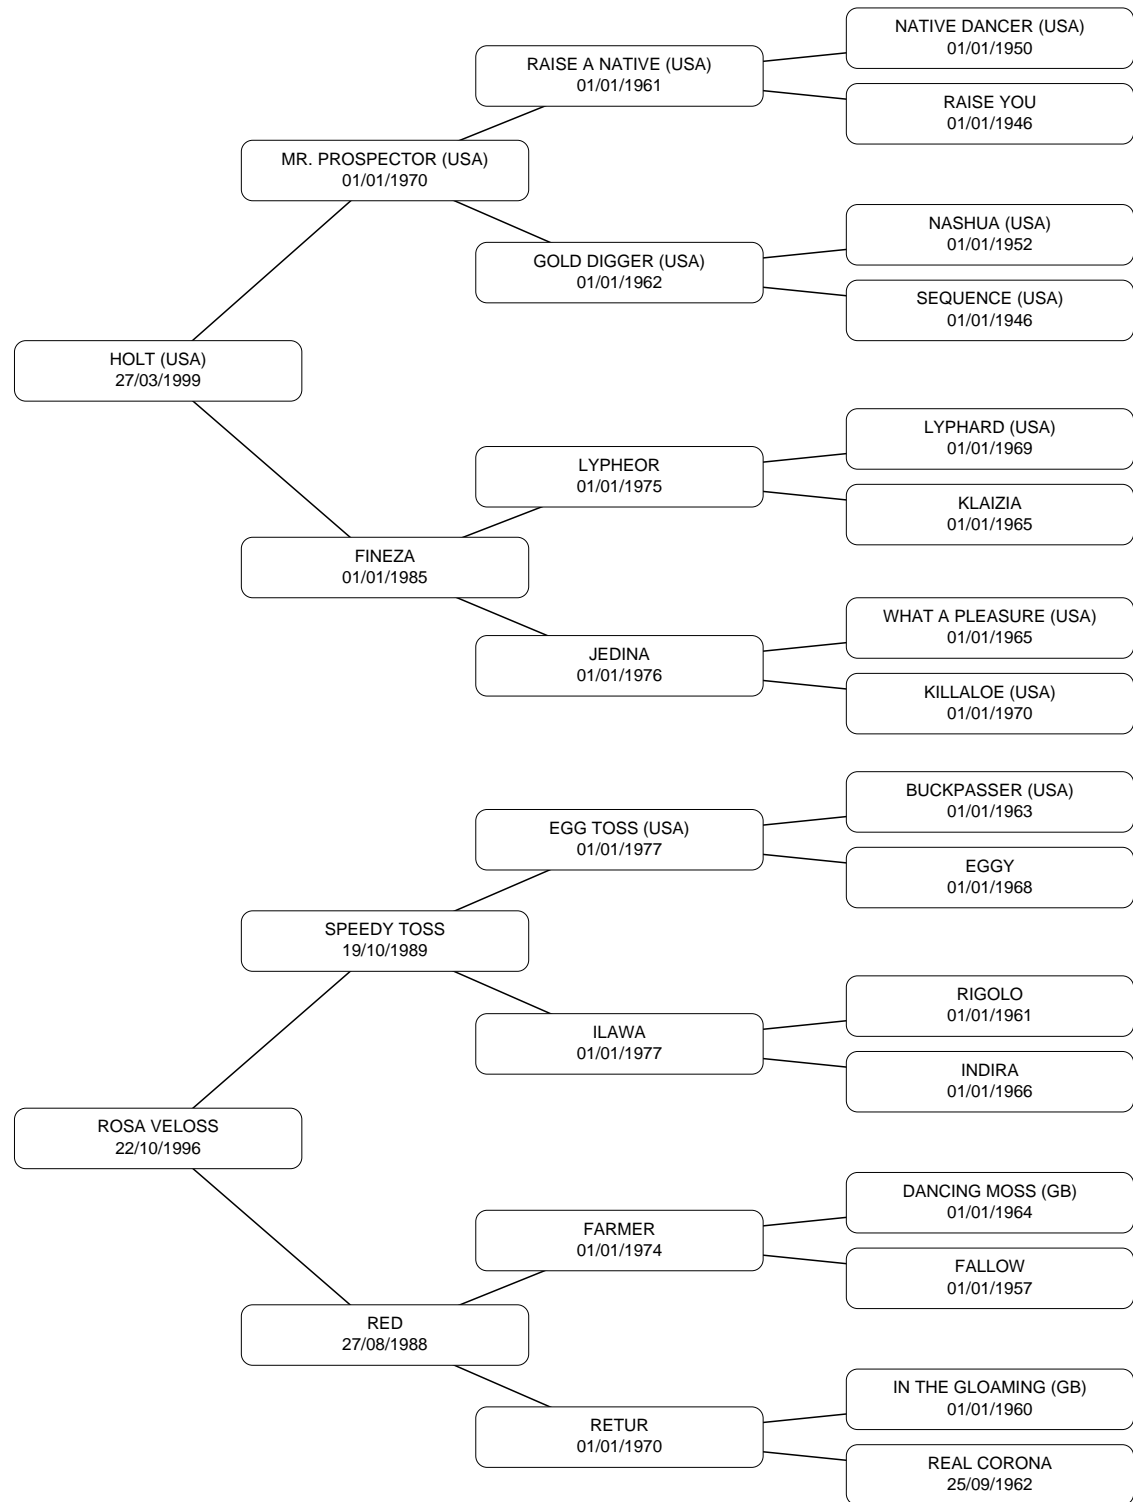 NATIVE DANCER (USA)
01/01/1950
RAISE A NATIVE (USA)
01/01/1961
RAISE YOU
01/01/1946
MR. PROSPECTOR (USA)
01/01/1970
NASHUA (USA)
01/01/1952
GOLD DIGGER (USA)
01/01/1962
SEQUENCE (USA)
01/01/1946
HOLT (USA)
27/03/1999
LYPHARD (USA)
01/01/1969
LYPHEOR
01/01/1975
KLAIZIA
01/01/1965
FINEZA
01/01/1985
WHAT A PLEASURE (USA)
01/01/1965
JEDINA
01/01/1976
KILLALOE (USA)
01/01/1970
BUCKPASSER (USA)
01/01/1963
EGG TOSS (USA)
01/01/1977
EGGY
01/01/1968
SPEEDY TOSS
19/10/1989
RIGOLO
01/01/1961
ILAWA
01/01/1977
INDIRA
01/01/1966
ROSA VELOSS
22/10/1996
DANCING MOSS (GB)
01/01/1964
FARMER
01/01/1974
FALLOW
01/01/1957
RED
27/08/1988
IN THE GLOAMING (GB)
01/01/1960
RETUR
01/01/1970
REAL CORONA
25/09/1962